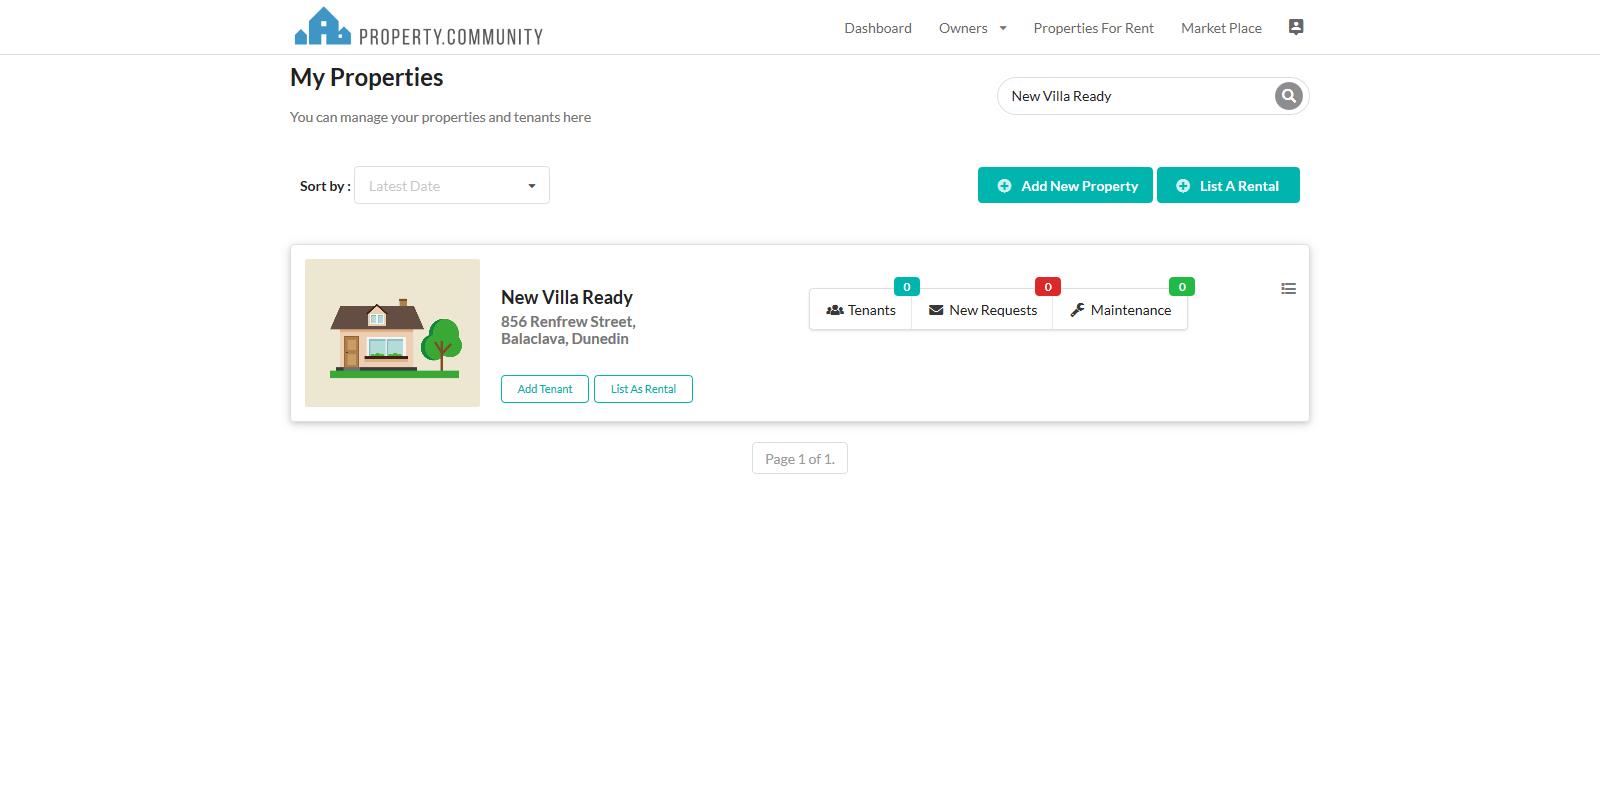 PROPERTY.COMMUNITY
Dashboard
Owners
Properties For Rent
Market Place
My Properties
New Villa Ready
You can manage your properties and tenants here
Sort by :
Latest Date
Add New Property
List A Rental
New Villa Ready
856 Renfrew Street,
Balaclava, Dunedin
Add Tenant
List As Rental
0
0
0
Tenants
New Requests
Maintenance
Page 1 of 1.